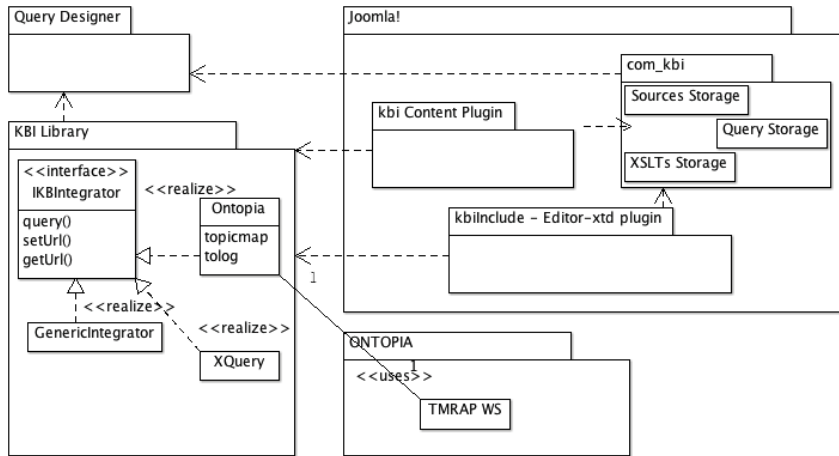 Query Designer
Joomla!
com_kbi
Sources Storage
Query Storage
XSLTs Storage
kbi Content Plugin
kbiInclude - Editor-xtd plugin
KBI Library
<<interface>>
IKBIntegrator
query()
setUrl()
getUrl()
<<realize>>
Ontopia
topicmap
tolog
1
<<realize>>
GenericIntegrator
<<realize>>
XQuery
ONTOPIA
1
<<uses>>
TMRAP WS